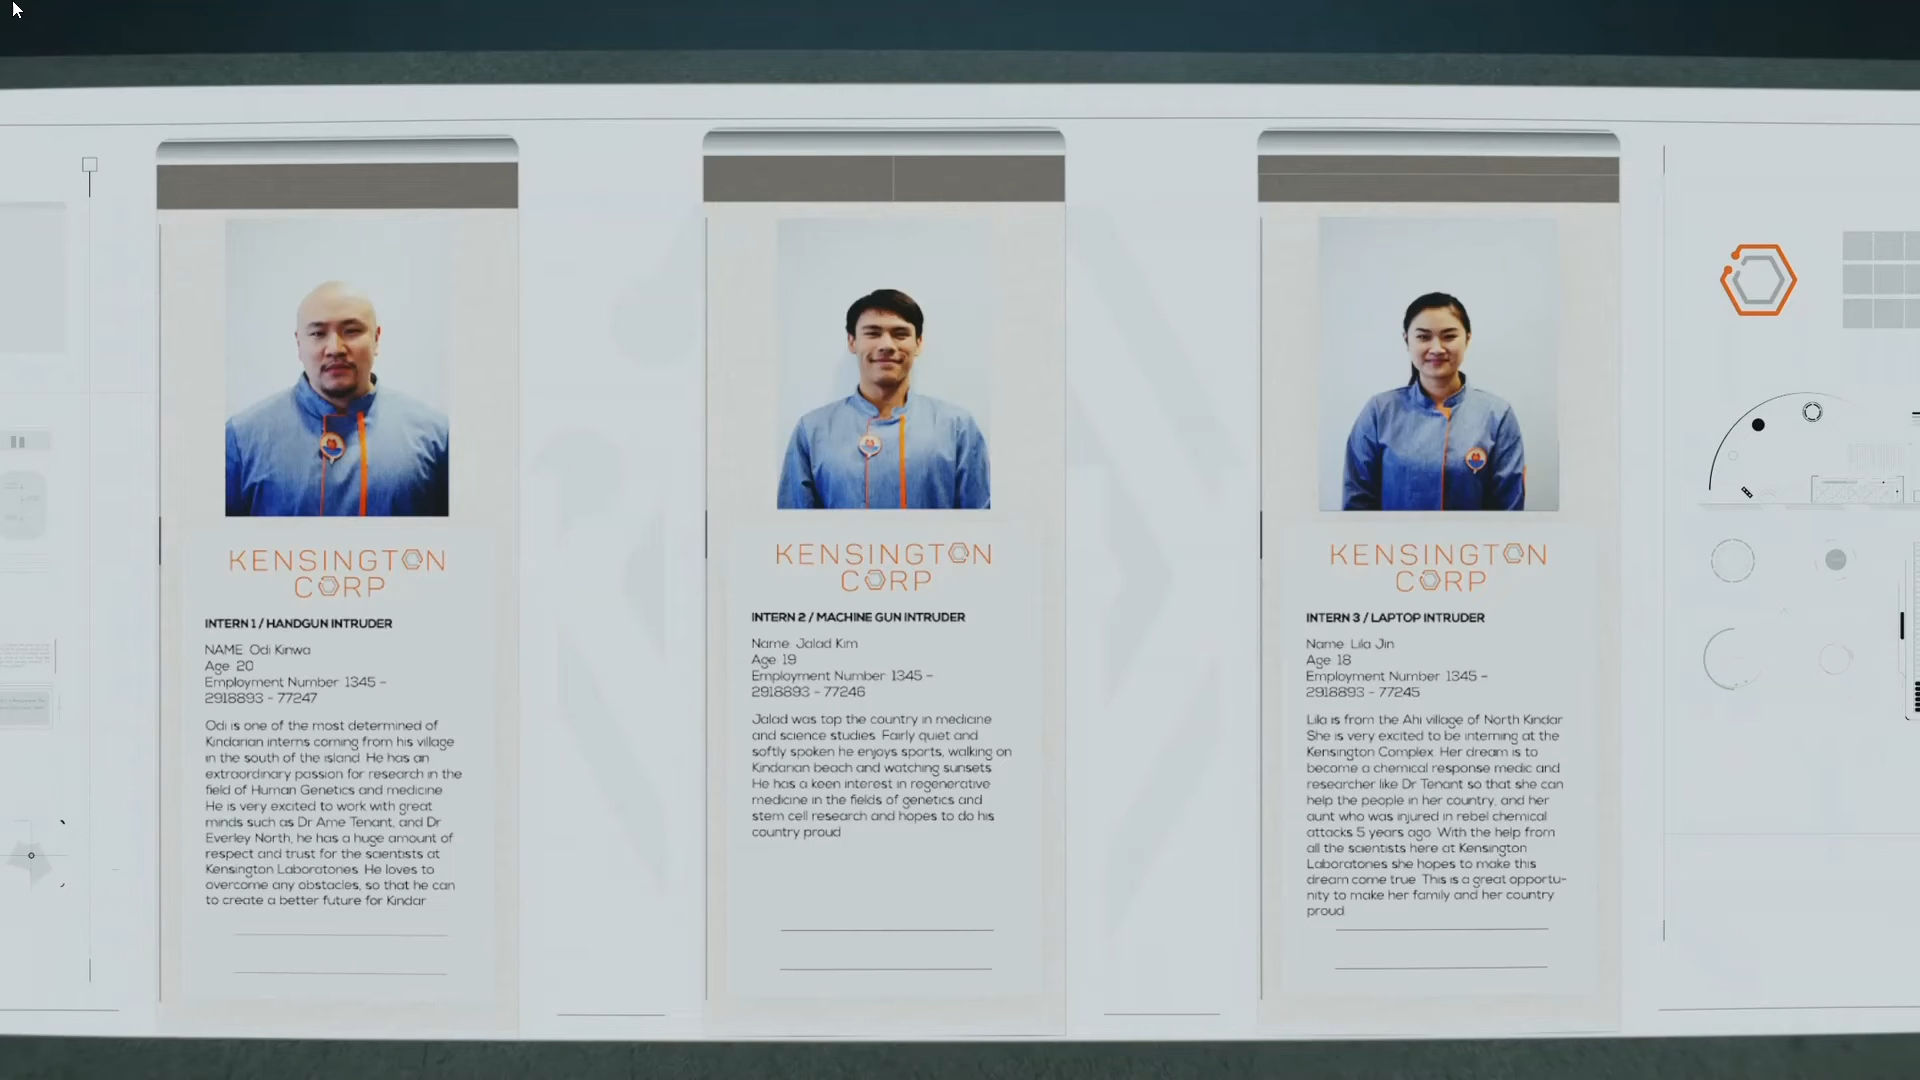 KENSINGTON
CORP
INTERN 1 / HANDGUN INTRUDER
NAME Odi Kinwa
Age 20
Employment Number 1345 -
2918893 - 77247
Odi is one of the most determined of
Kindarian interns coming from his village
in the south of the island. He has an
extraordinary passion for research in the
field of Human Genetics and medicine
He is very excited to work with great
minds such as Dr Ame Tenant, and Dr
Everley North, he has a huge amount of
respect and trust for the scientists at
Kensington Laboratories. He loves to
overcome any obstacles, so that he can
to create a better future for Kindar
KENSINGTON
CORP
INTERN 2 / MACHINE GUN INTRUDER
Name Jalad Kim
Age 19
Employment Number 1345 -
2918893 - 77246
Jalad was top the country in medicine
and science studies. Fairly quiet and
softly spoken he enjoys sports, walking on
Kindarian beach and watching sunsets
He has a keen interest in regenerative
medicine in the fields of genetics and
stem cell research and hopes to do his
country proud
KENSINGTON
CORP
INTERN 3 / LAPTOP INTRUDER
Name Lila Jin
Age 18
Employment Number 1345 -
2918893 - 77245
Lila is from the Ahi village of North Kindar
She is very excited to be interning at the
Kensington Complex. Her dream is to
become a chemical response medic and
researcher like Dr Tenant so that she can
help the people in her country, and her
aunt who was injured in rebel chemical
attacks 5 years ago. With the help from
all the scientists here at Kensington
Laboratories she hopes to make this
dream come true. This is a great opportu-
nity to make her family and her country
proud.